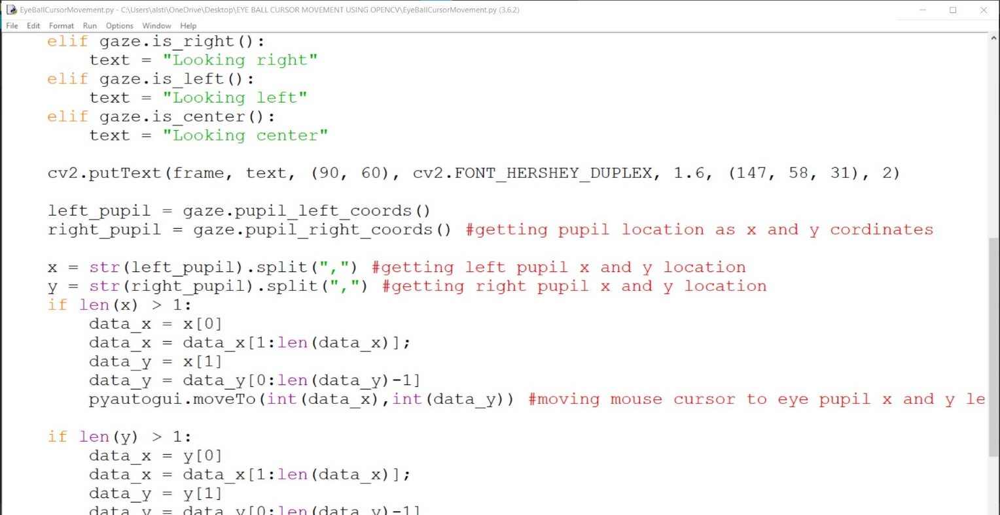 EyeBallCursorMovement.py - C:\Users\alsti\OneDrive\Desktop\EYE BALL CURSOR MOVEMENT USING OPENCV\EyeBallCursorMovement.py (3.6.2)
File Edit Format Run Options Window Help
    elif gaze.is_right():
        text = "Looking right"
    elif gaze.is_left():
        text = "Looking left"
    elif gaze.is_center():
        text = "Looking center"
    cv2.putText(frame, text, (90, 60), cv2.FONT_HERSHEY_DUPLEX, 1.6, (147, 58, 31), 2)
    left_pupil = gaze.pupil_left_coords()
    right_pupil = gaze.pupil_right_coords() #getting pupil location as x and y cordinates
    x = str(left_pupil).split(",") #getting left pupil x and y location
    y = str(right_pupil).split(",") #getting right pupil x and y location
    if len(x) > 1:
        data_x = x[0]
        data_x = data_x[1:len(data_x)];
        data_y = x[1]
        data_y = data_y[0:len(data_y)-1]
        pyautogui.moveTo(int(data_x),int(data_y)) #moving mouse cursor to eye pupil x and y le
    if len(y) > 1:
        data_x = y[0]
        data_x = data_x[1:len(data_x)];
        data_y = y[1]
        data_y = data_y[0:len(data_y)-1]